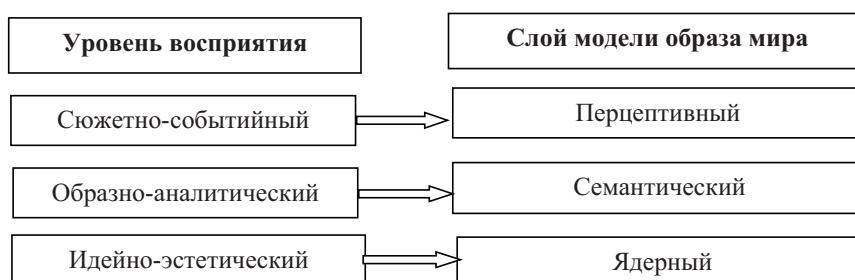 Уровень восприятия
Слой модели образа мира
Сюжетно-событийный
Перцептивный
Образно-аналитический
Семантический
Идейно-эстетический
Ядерный